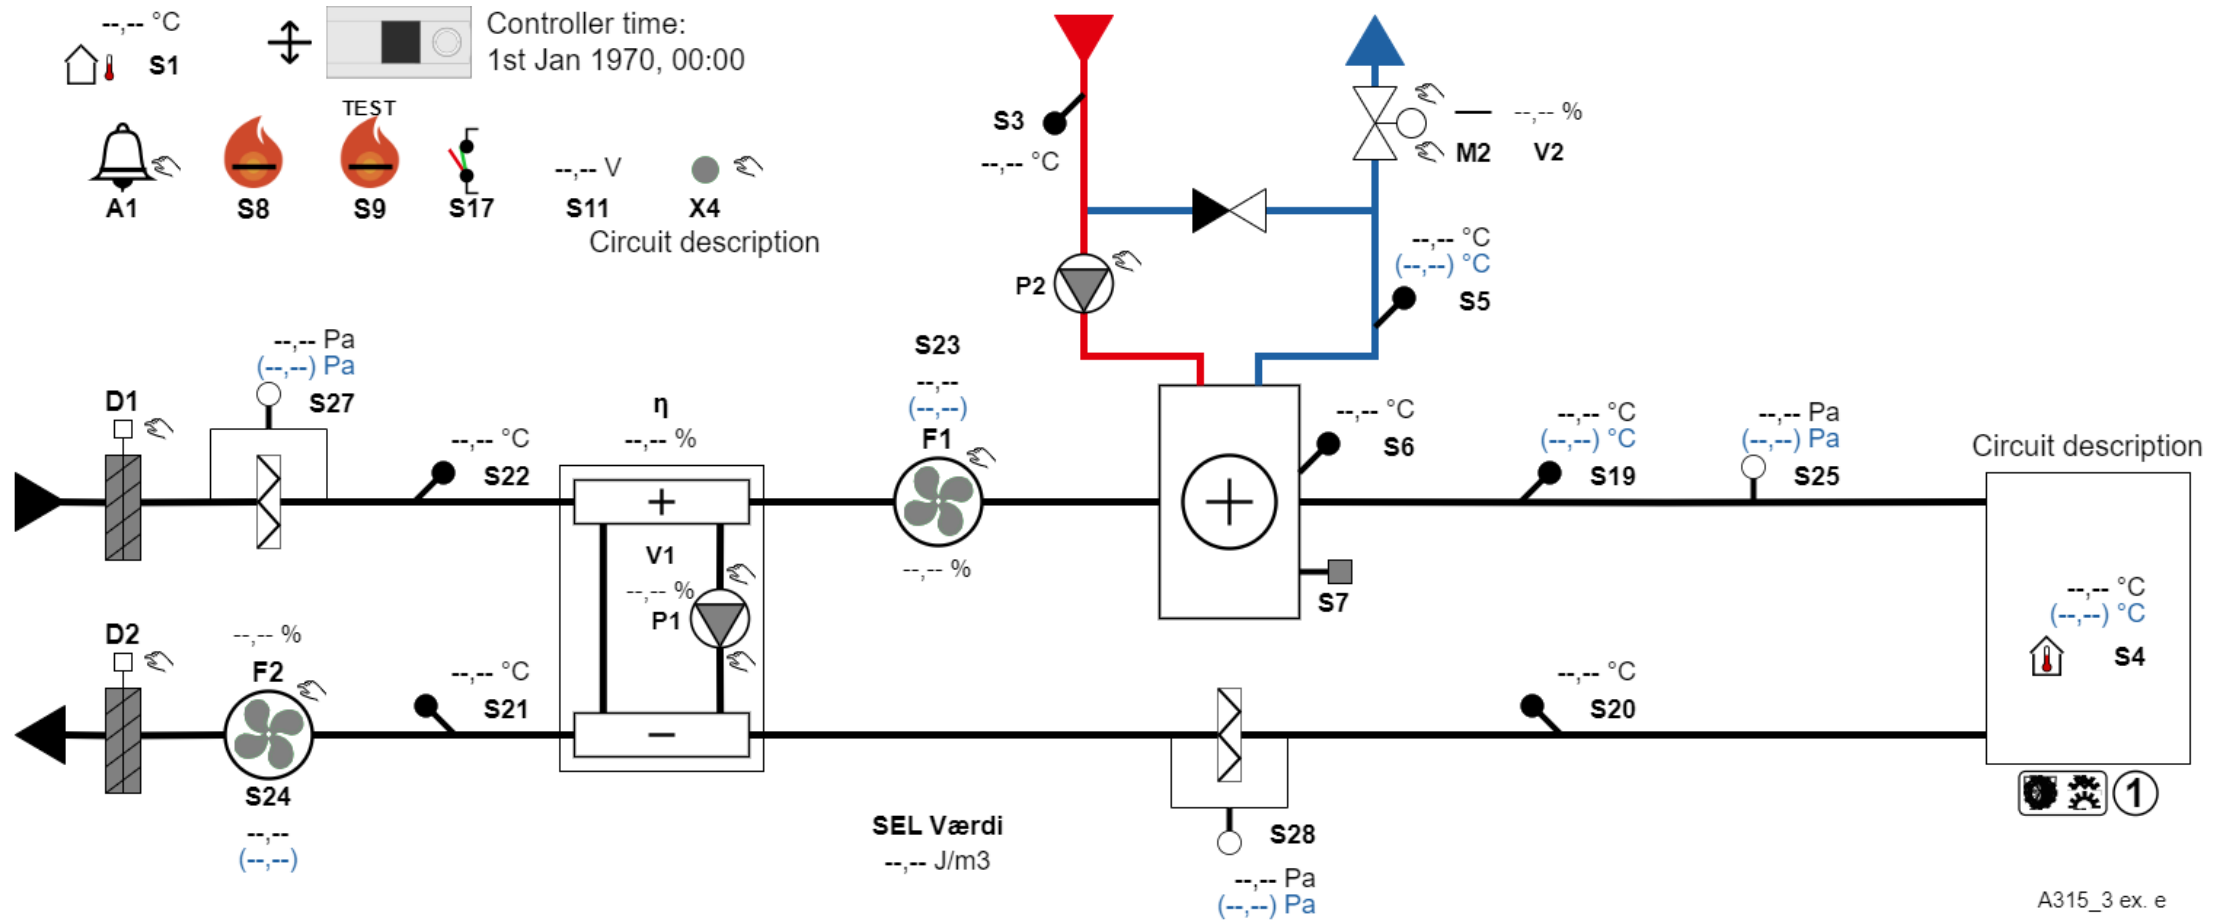 --,-- °C
S1
Controller time:
1st Jan 1970, 00:00
TEST
A1
S8
S9
S17
--,-- V
S11
X4
Circuit description
S3
--,-- °C
--,-- %
M2
V2
--,-- °C
(--,--) °C
S5
P2
--,-- Pa
(--,--) Pa
S27
D1
--,-- °C
S22
η
--,-- %
S23
--,--
(--,--)
F1
--,-- %
--,-- °C
S6
--,-- °C
(--,--) °C
S19
--,-- Pa
(--,--) Pa
S25
Circuit description
V1
--,-- %
P1
S7
--,-- °C
(--,--) °C
S4
D2
--,-- %
F2
S24
--,--
(--,--)
--,-- °C
S21
--,-- °C
S20
SEL Værdi
--,-- J/m3
S28
--,-- Pa
(--,--) Pa
1
A315_3 ex. e